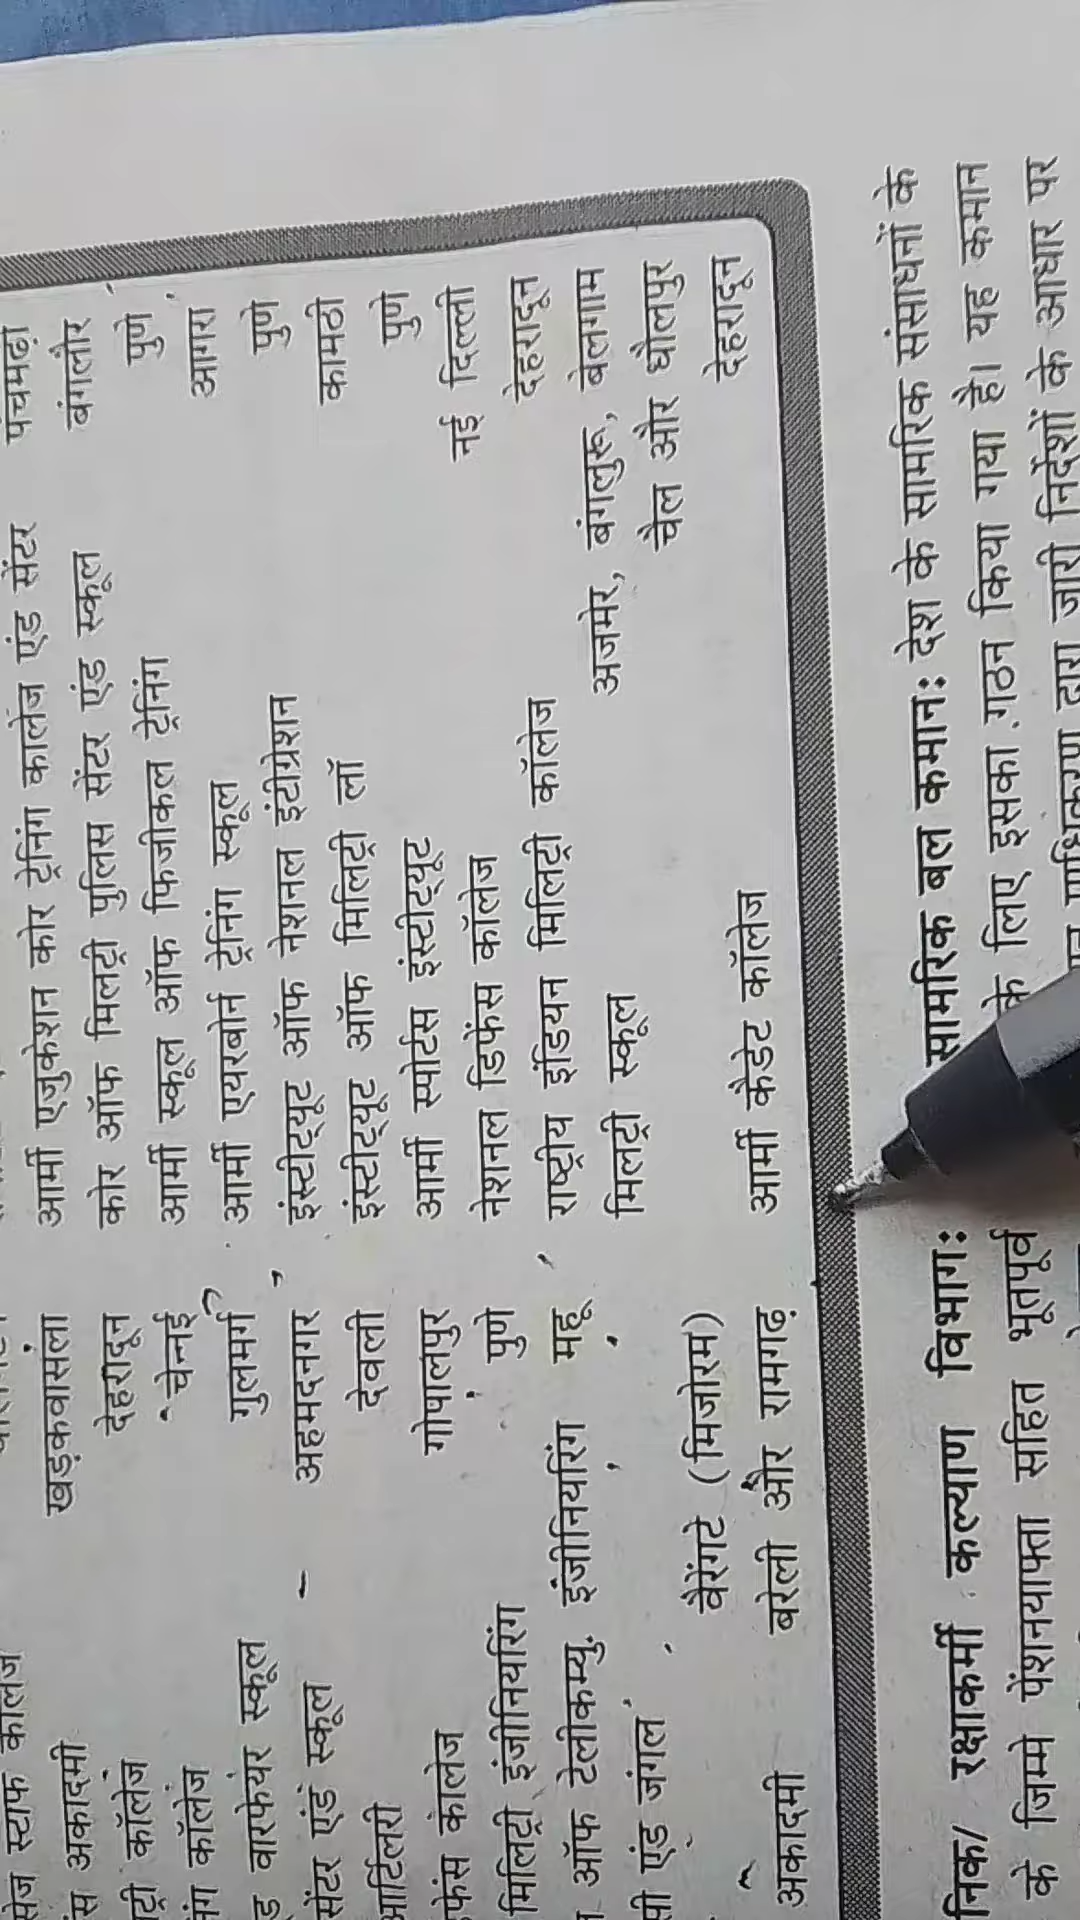 सेज स्टाफ कॉलेज
स अकादमी खड़कवासला
ट्री कॉलेज देहरादून
ंग कॉलेज चेन्नई
ड वारफेयर स्कूल गुलमर्ग
सेंटर एंड स्कूल – अहमदनगर
आर्टिलरी देवली
फेंस कॉलेज गोपालपुर
मिलिट्री इंजीनियरिंग पुणे
ऑफ टेलीकम्यु. इंजीनियरिंग महू
सी एंड जंगल
वैरेंगटे (मिजोरम)
अकादमी बरेली और रामगढ़
आर्मी एजुकेशन कोर ट्रेनिंग कालेज एंड सेंटर पंचमढ़ी
कोर ऑफ मिलट्री पुलिस सेंटर एंड स्कूल बंगलौर
आर्मी स्कूल ऑफ फिजीकल ट्रेनिंग पुणे
आर्मी एयरबोर्न ट्रेनिंग स्कूल आगरा
इंस्टीट्यूट ऑफ नेशनल इंटीग्रेशन पुणे
इंस्टीट्यूट ऑफ मिलिट्री लॉ कामठी
आर्मी स्पोर्टस इंस्टीट्यूट पुणे
नेशनल डिफेंस कॉलेज नई दिल्ली
राष्ट्रीय इंडियन मिलिट्री कॉलेज देहरादून
मिलट्री स्कूल अजमेर, बंगलुरू, बेलगाम
चैल और धौलपुर
आर्मी कैडेट कॉलेज देहरादून
निक/ रक्षाकर्मी कल्याण विभाग:
के जिम्मे पेंशनयाफ्ता सहित भूतपूर्व
सामरिक बल कमान: देश के सामरिक संसाधनों के
के लिए इसका गठन किया गया है। यह कमान
द्वारा जारी निर्देशों के आधार पर